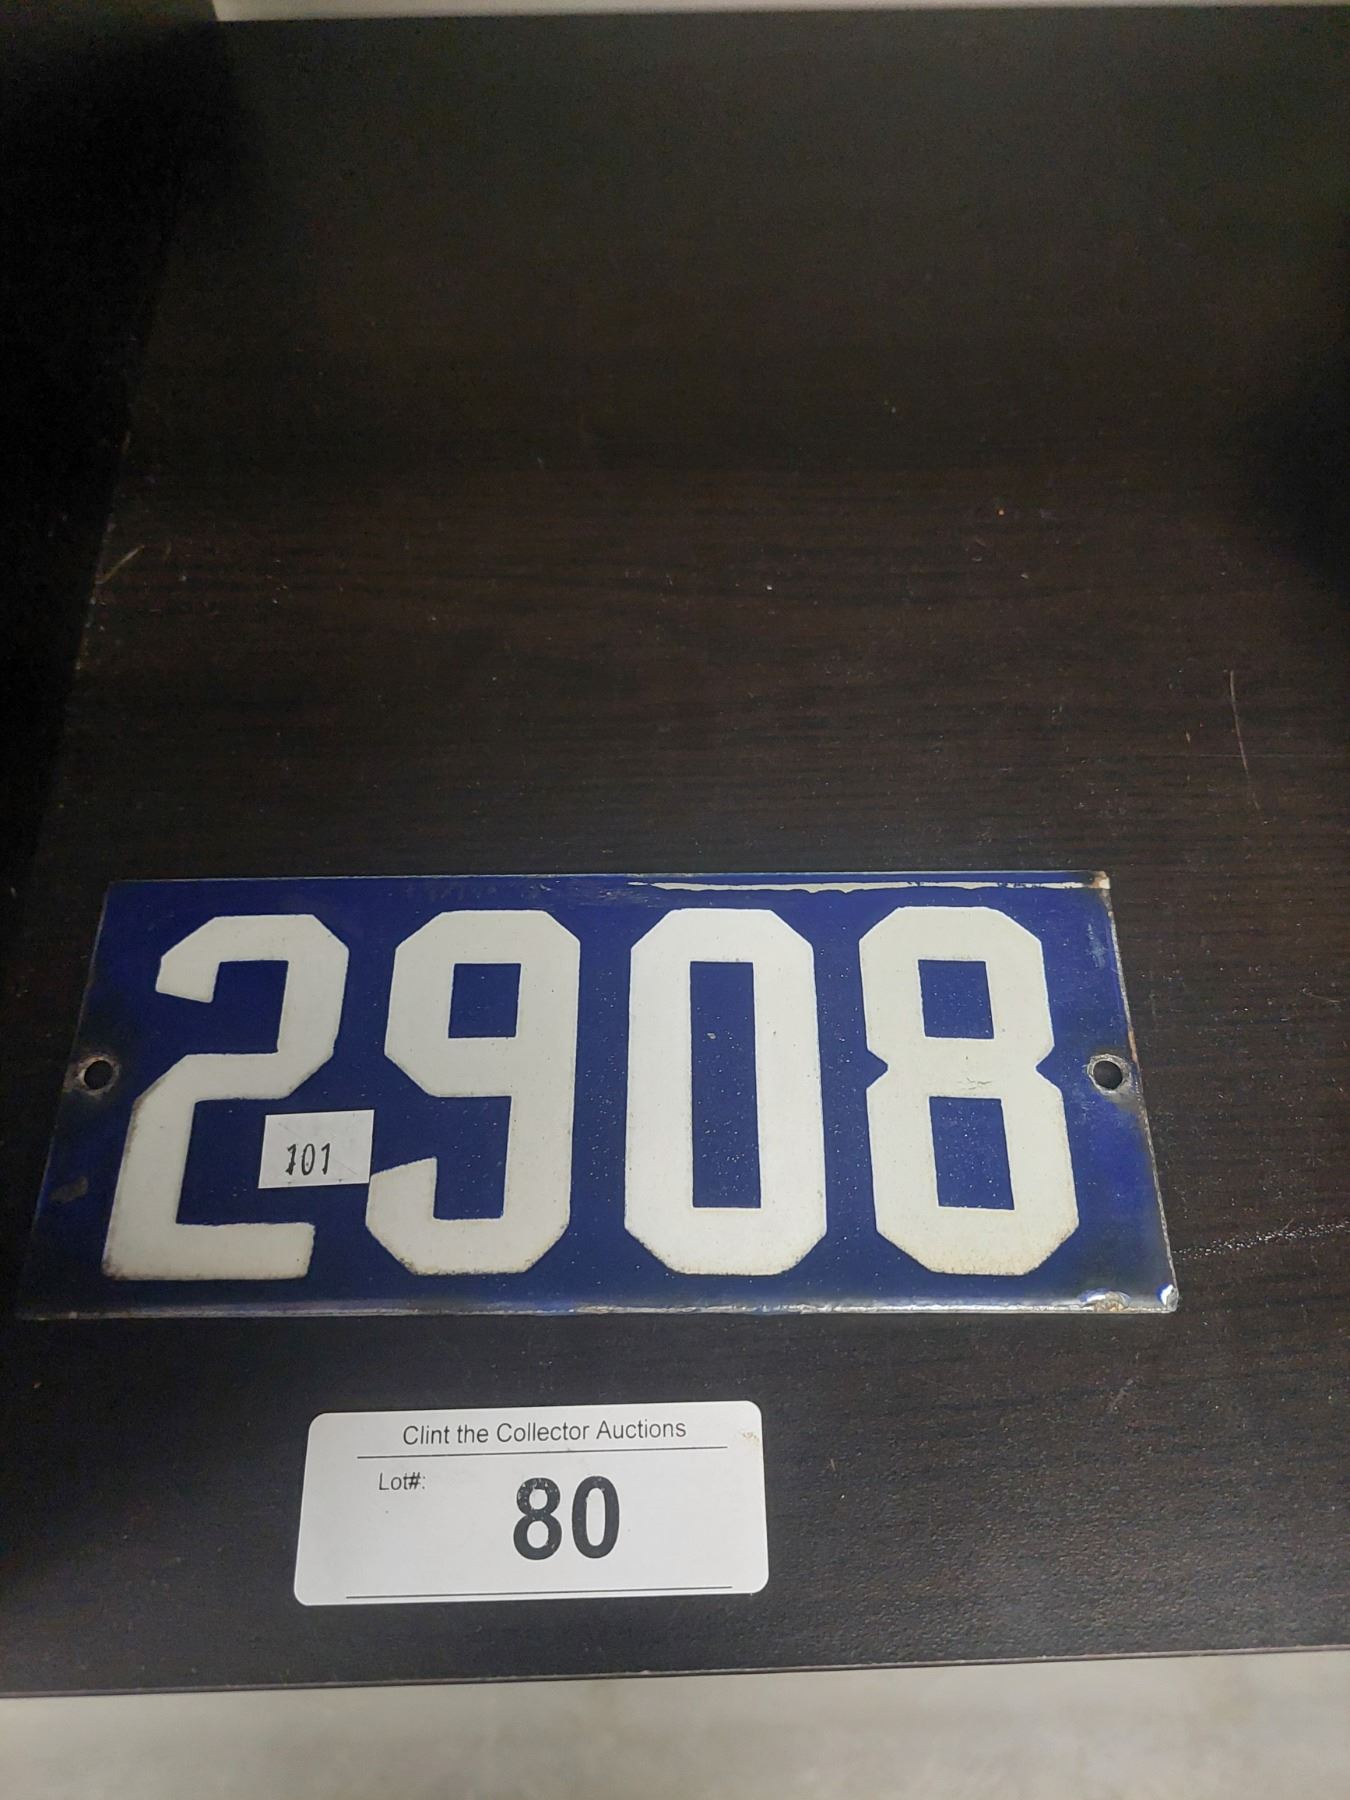 2908
101
Clint the Collector Auctions
Lot#:
80